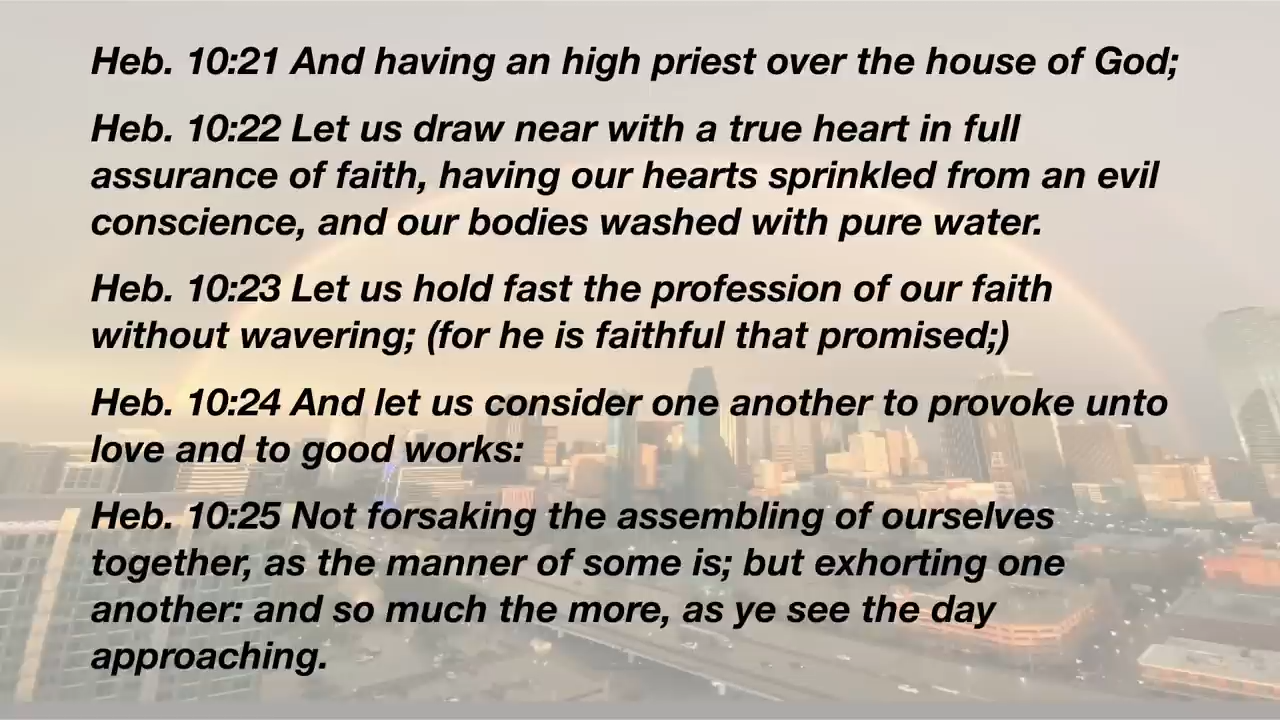 Heb. 10:21 And having an high priest over the house of God;
Heb. 10:22 Let us draw near with a true heart in full
assurance of faith, having our hearts sprinkled from an evil
conscience, and our bodies washed with pure water.
Heb. 10:23 Let us hold fast the profession of our faith
without wavering; (for he is faithful that promised;)
Heb. 10:24 And let us consider one another to provoke unto
love and to good works:
Heb. 10:25 Not forsaking the assembling of ourselves
together, as the manner of some is; but exhorting one
another: and so much the more, as ye see the day
approaching.